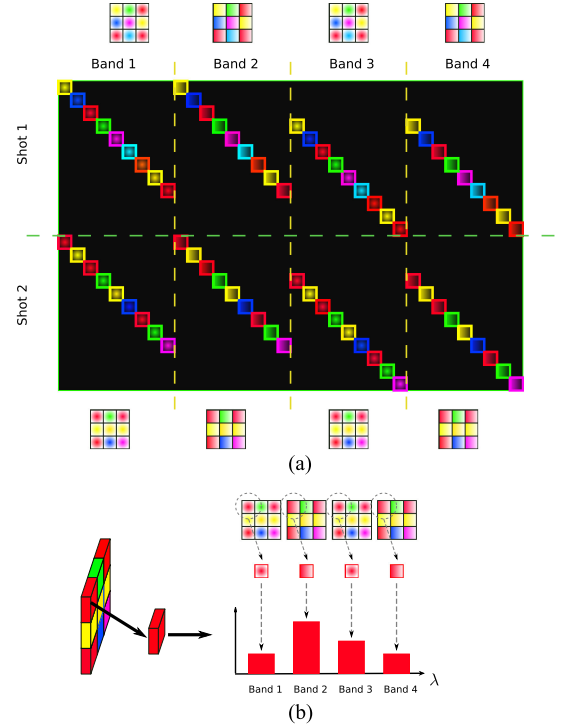 Band 1 Band 2 Band 3 Band 4
Shot 1
Shot 2
(a)
λ
Band 1 Band 2 Band 3 Band 4
(b)